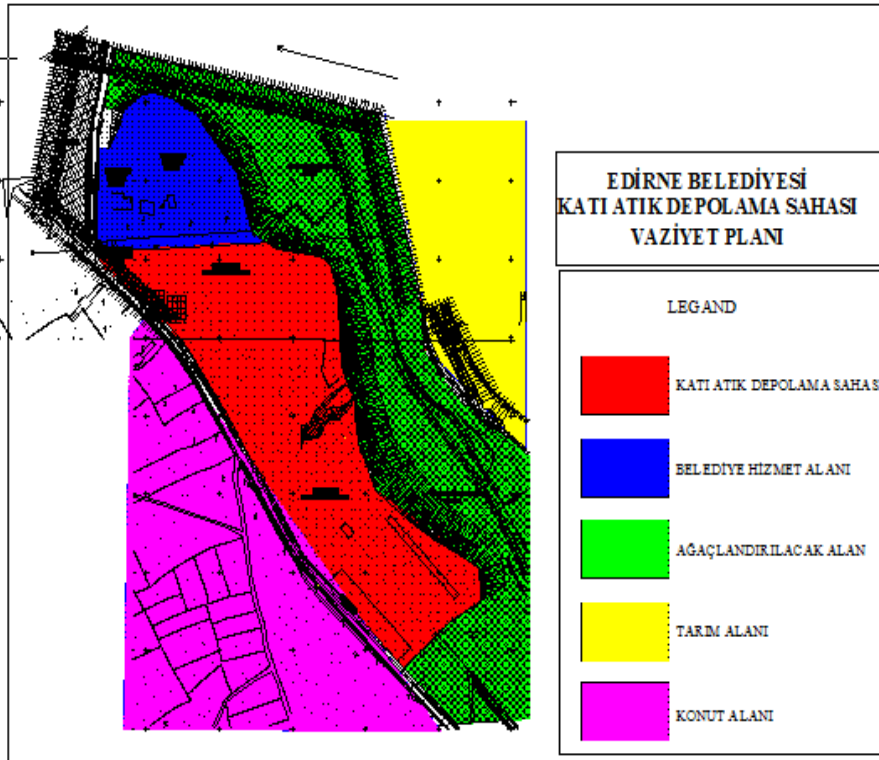 EDİRNE BELEDİYESİ
KATI ATIK DEPOLAMA SAHASI
VAZİYET PLANI
LEGAND
KATI ATIK DEPOLAMA SAHAS
BELEDİYE HİZMET ALANI
AĞAÇLANDIRILACAK ALAN
TARIM ALANI
KONUT ALANI